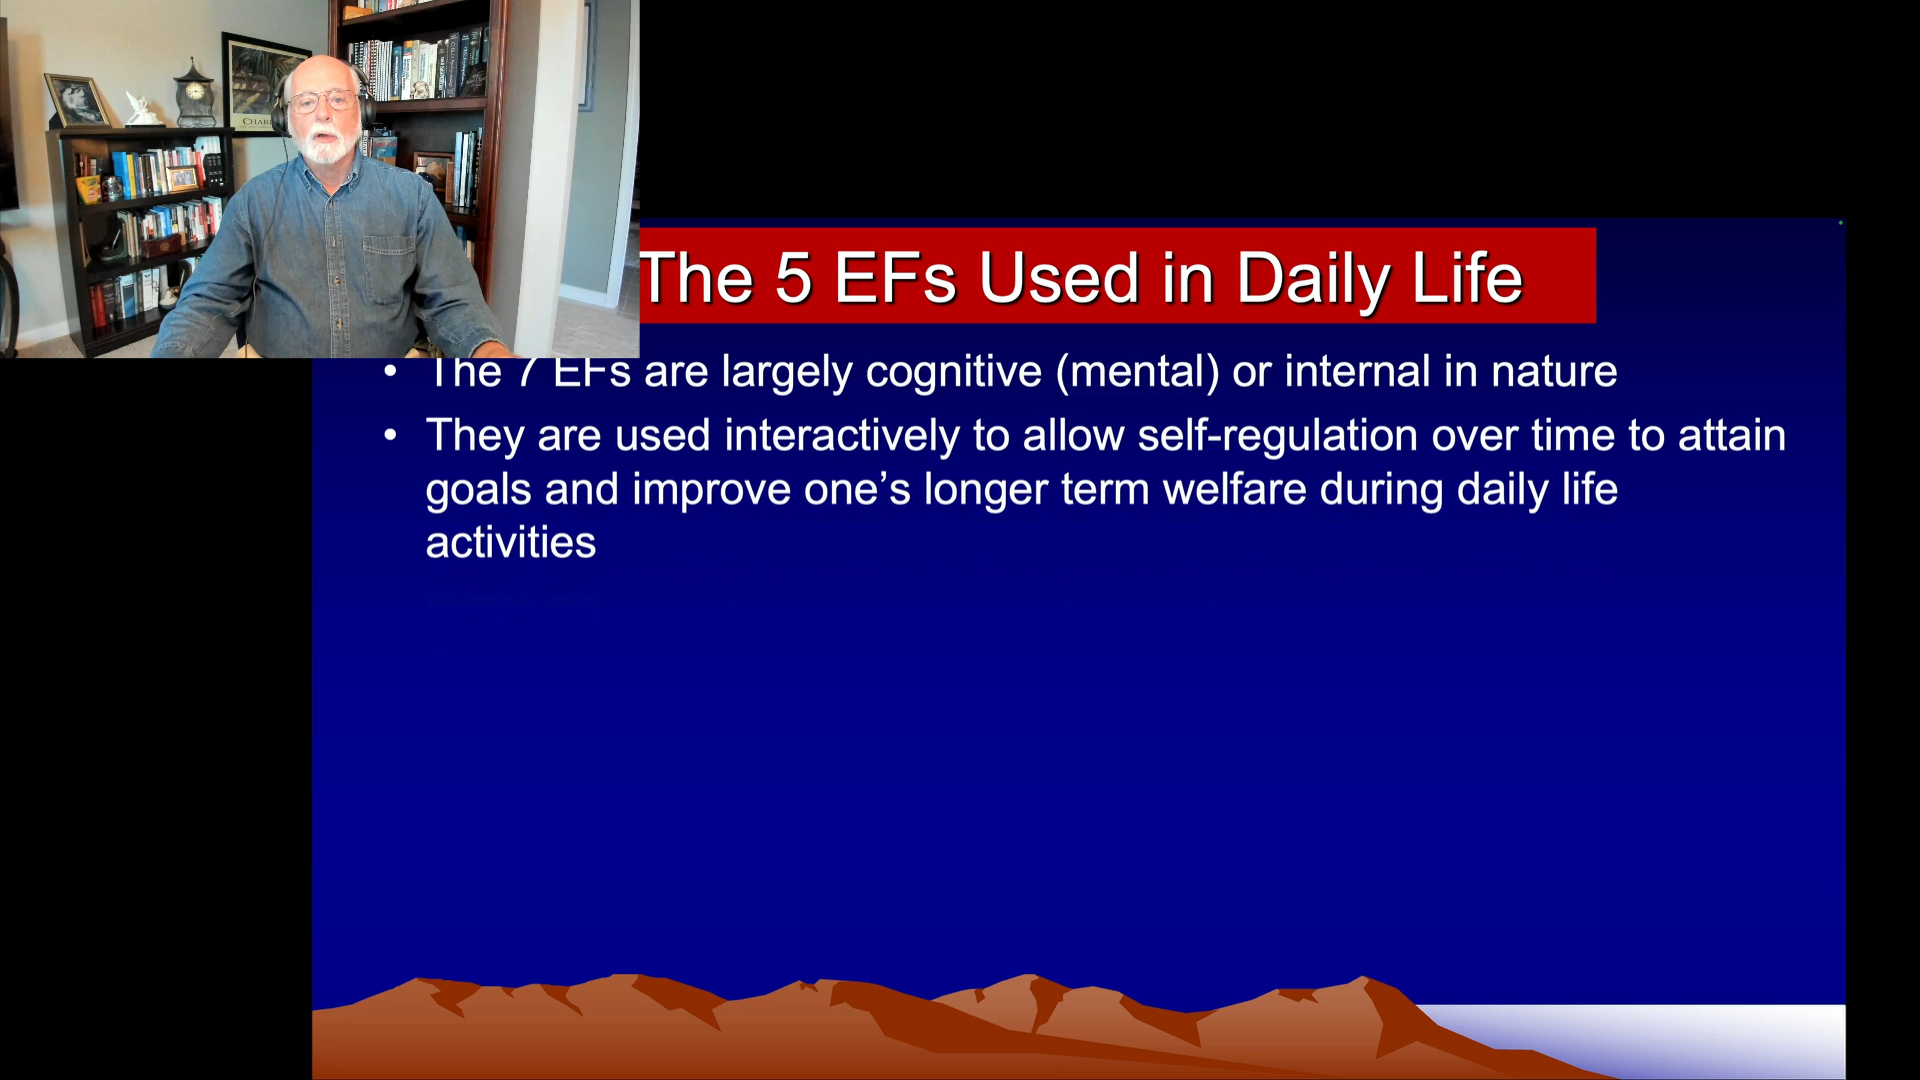 The 5 EFs Used in Daily Life
• The 7 EFs are largely cognitive (mental) or internal in nature
• They are used interactively to allow self-regulation over time to attain
goals and improve one’s longer term welfare during daily life
activities